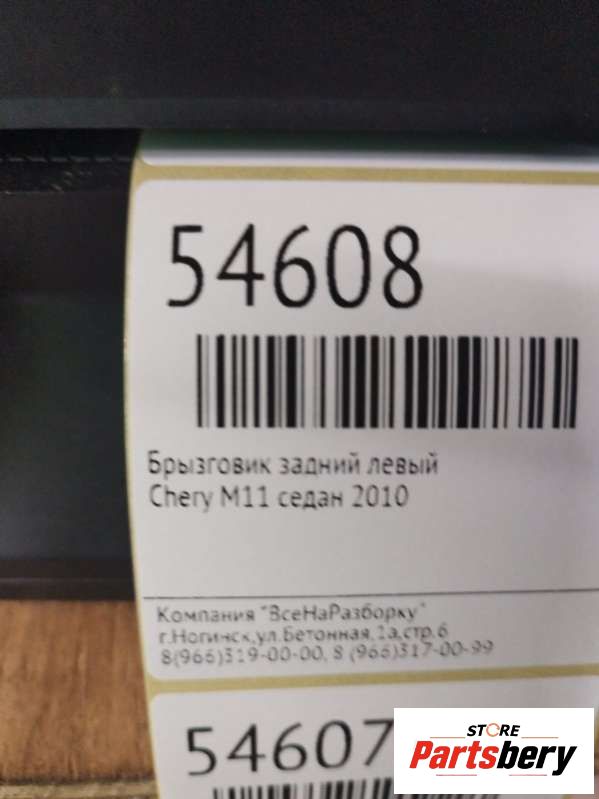 54608
Брызговик задний левый
Chery M11 седан 2010
Компания "ВсеНаРазборку"
г.Ногинск,ул.Бетонная,1а,стр.6
8(966)319-00-00, 8 (966)317-00-99
54607
STORE
Partsbery